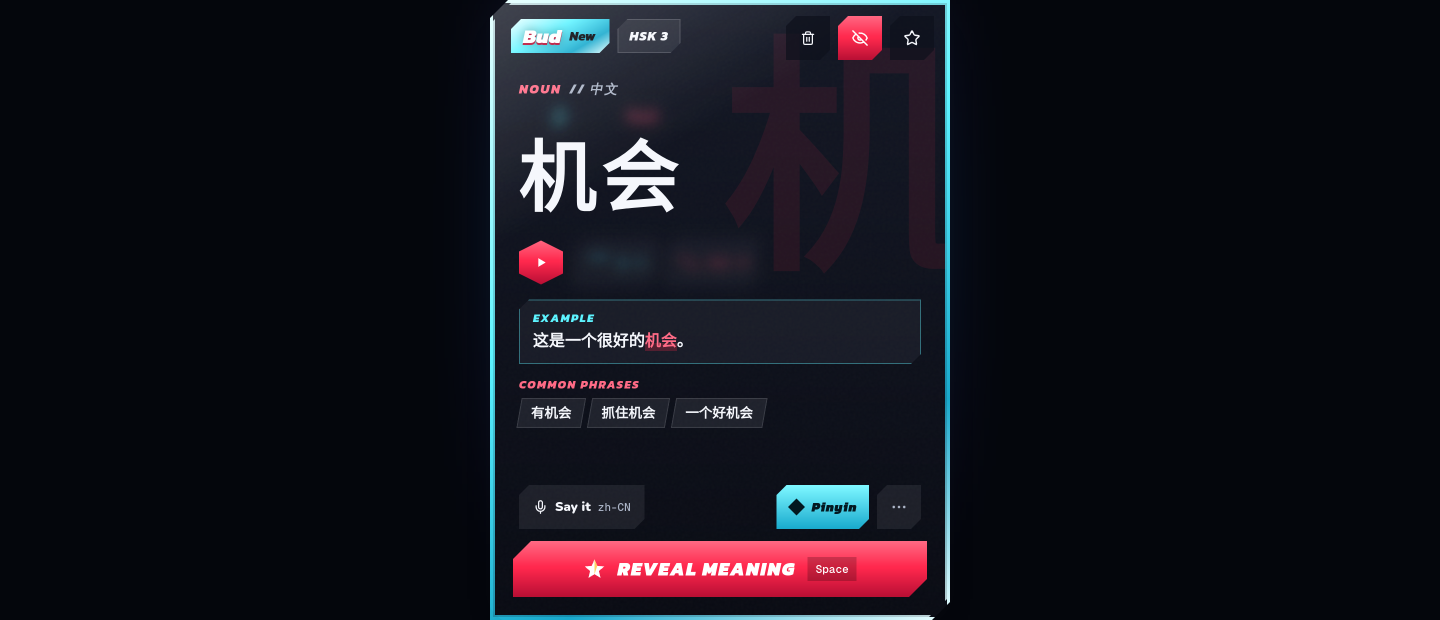 Bud New HSK 3
NOUN // 中文
机会
机
EXAMPLE
这是一个很好的机会。
COMMON PHRASES
有机会 抓住机会 一个好机会
Say it zh-CN Pinyin ...
REVEAL MEANING Space